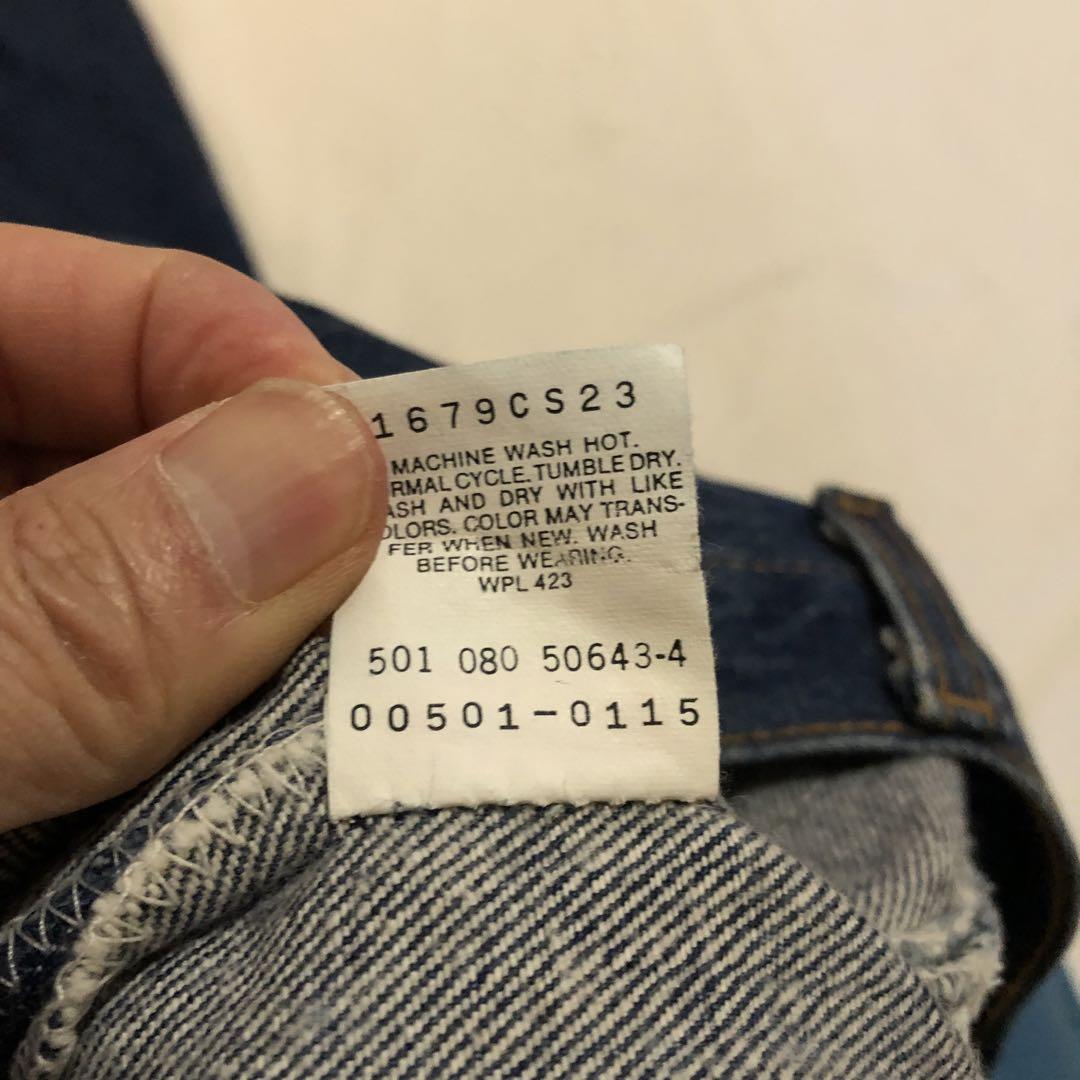 1679CS23
MACHINE WASH HOT.
RMAL CYCLE. TUMBLE DRY.
ASH AND DRY WITH LIKE
OLORS. COLOR MAY TRANS-
FER WHEN NEW. WASH
BEFORE WEARING.
WPL 423
501 080 50643-4
00501-0115